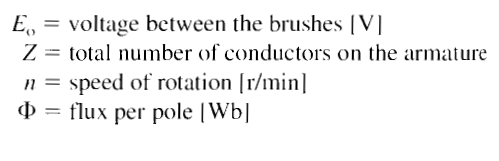 Eₒ = voltage between the brushes [V]
Z = total number of conductors on the armature
n = speed of rotation [r/min]
Φ = flux per pole [Wb]